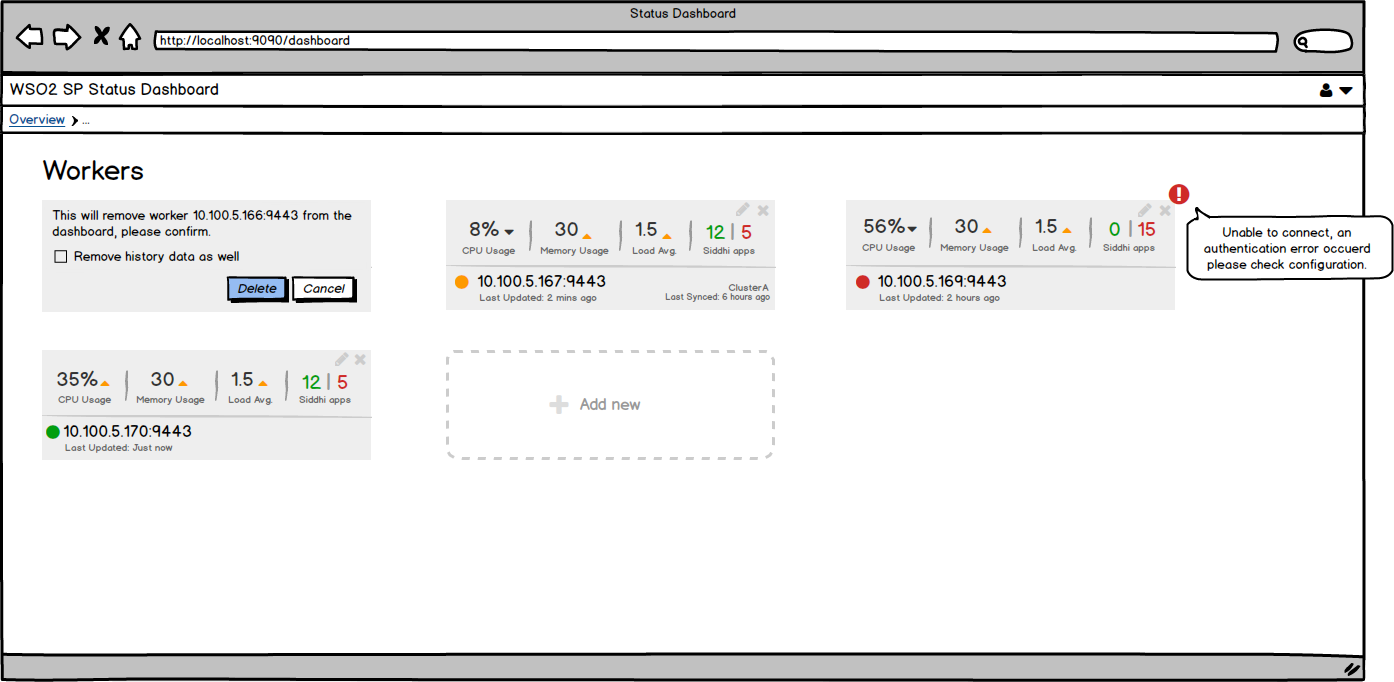 Status Dashboard
http://localhost:9090/dashboard
WSO2 SP Status Dashboard
Overview ...
Workers
This will remove worker 10.100.5.166:9443 from the
dashboard, please confirm.
Remove history data as well
Delete Cancel
8% 30 1.5 12 | 5
CPU Usage Memory Usage Load Avg. Siddhi apps
10.100.5.167:9443
Last Updated: 2 mins ago
ClusterA
Last Synced: 6 hours ago
56% 30 1.5 0 | 15
CPU Usage Memory Usage Load Avg. Siddhi apps
10.100.5.169:9443
Last Updated: 2 hours ago
Unable to connect, an
authentication error occuerd
please check configuration.
35% 30 1.5 12 | 5
CPU Usage Memory Usage Load Avg. Siddhi apps
10.100.5.170:9443
Last Updated: Just now
Add new